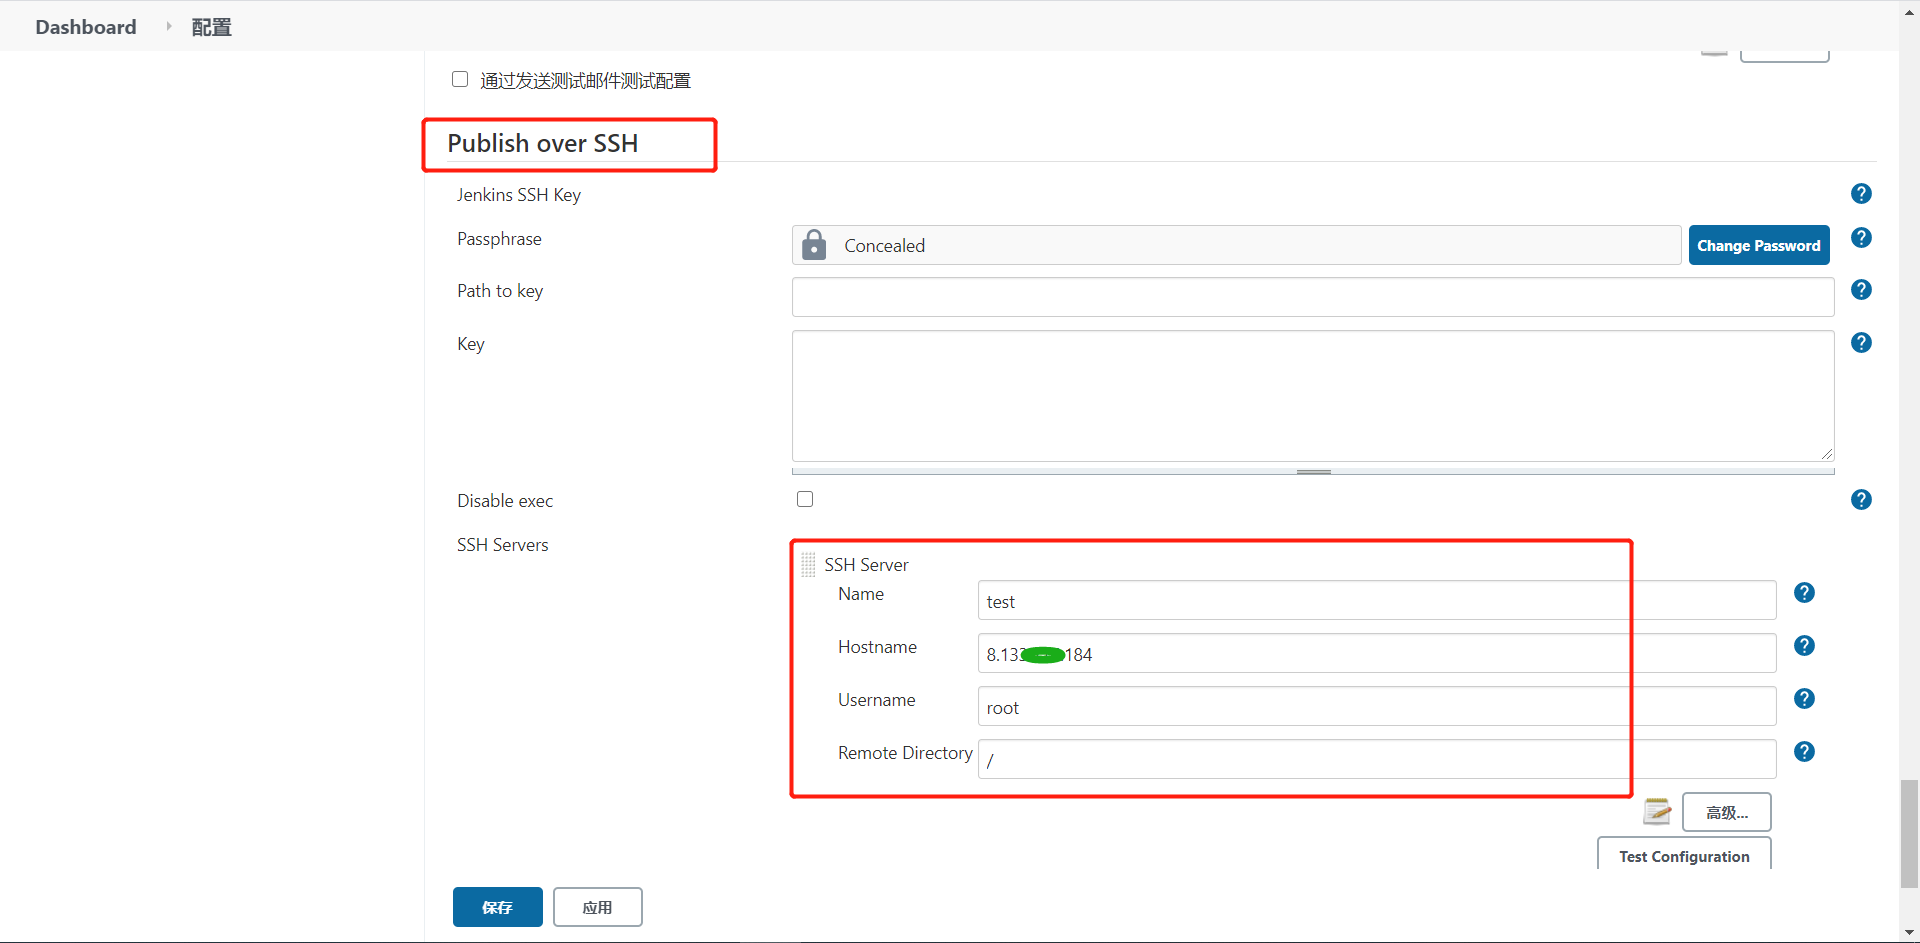 Dashboard 配置
通过发送测试邮件测试配置
Publish over SSH
Jenkins SSH Key
Passphrase
Concealed
Change Password
Path to key
Key
Disable exec
SSH Servers
SSH Server
Name
test
Hostname
8.13 184
Username
root
Remote Directory
/
高级...
Test Configuration
保存
应用